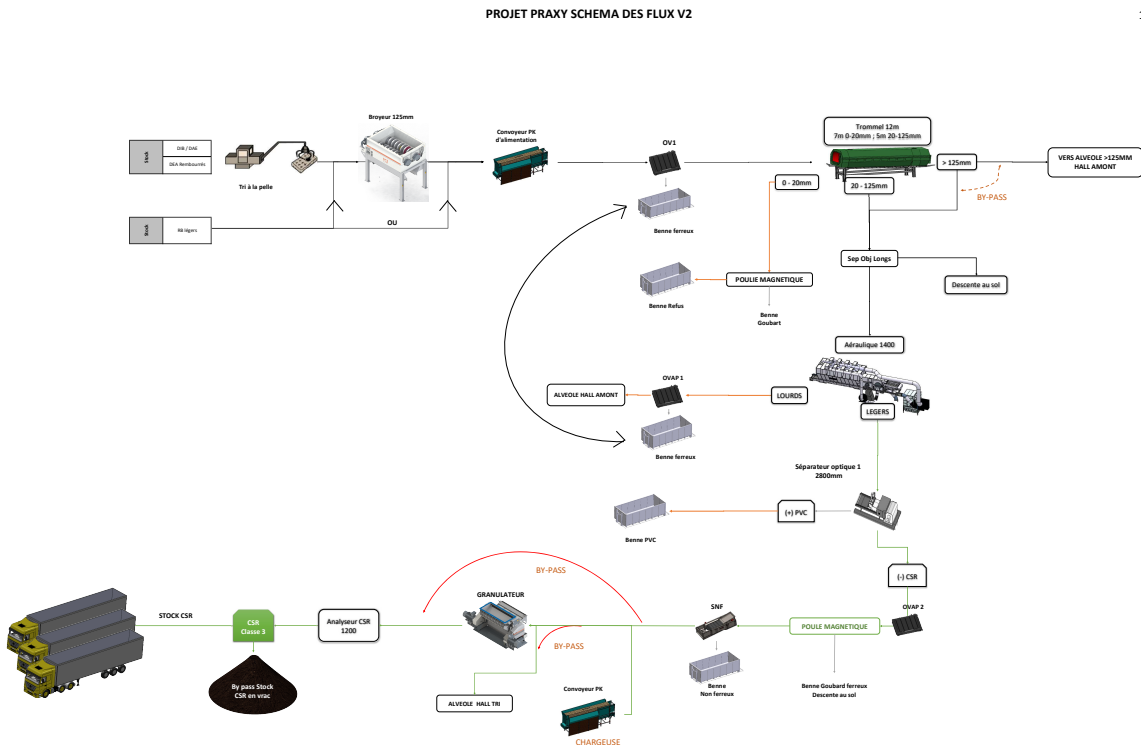 PROJET PRAXY SCHEMA DES FLUX V2
1
Stock
DIB / DAE
DEA Rembourrés
Tri à la pelle
Broyeur 125mm
Convoyeur PK
d'alimentation
OV1
Trommel 12m
7m 0-20mm ; 5m 20-125mm
> 125mm
VERS ALVEOLE >125MM
HALL AMONT
0 - 20mm
20 - 125mm
BY-PASS
Stock
RB légers
OU
Benne ferreux
Sep Obj Longs
Descente au sol
POULIE MAGNETIQUE
Benne Refus
Benne
Goubart
Aéraulique 1400
OVAP 1
ALVEOLE HALL AMONT
LOURDS
LEGERS
Benne ferreux
Séparateur optique 1
2800mm
(+) PVC
Benne PVC
BY-PASS
(-) CSR
GRANULATEUR
SNF
OVAP 2
STOCK CSR
CSR
Classe 3
Analyseur CSR
1200
POULE MAGNETIQUE
BY-PASS
By pass Stock
CSR en vrac
Benne
Non ferreux
Benne Goubard ferreux
Descente au sol
Convoyeur PK
ALVEOLE HALL TRI
CHARGEUSE